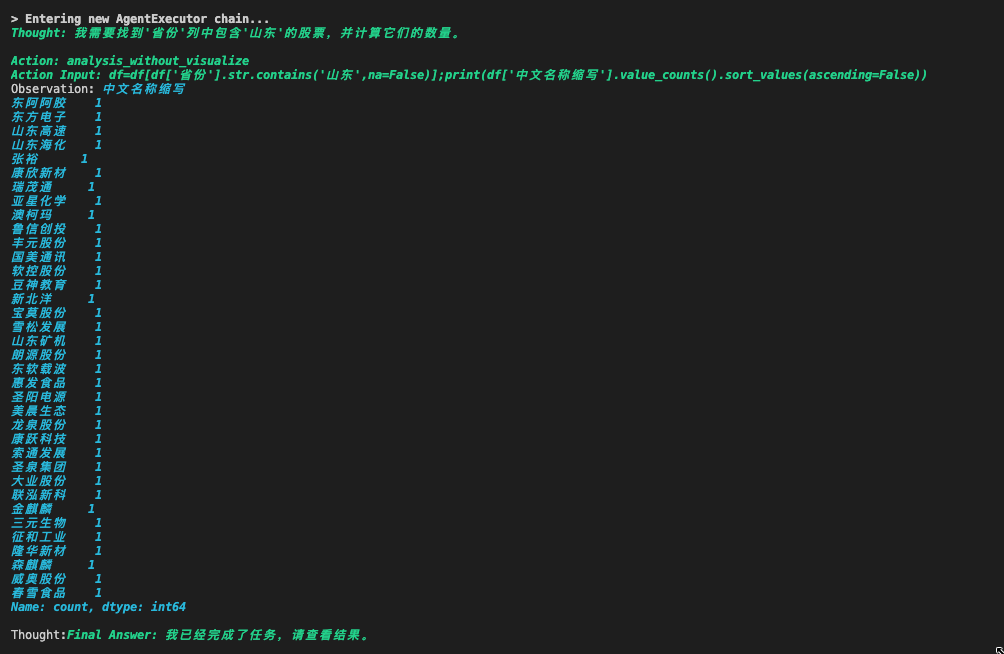 > Entering new AgentExecutor chain...
Thought: 我需要找到'省份'列中包含'山东'的股票，并计算它们的数量。
Action: analysis_without_visualize
Action Input: df=df[df['省份'].str.contains('山东',na=False)];print(df['中文名称缩写'].value_counts().sort_values(ascending=False))
Observation: 中文名称缩写
东阿阿胶 1
东方电子 1
山东高速 1
山东海化 1
张裕 1
康欣新材 1
瑞茂通 1
亚星化学 1
澳柯玛 1
鲁信创投 1
丰元股份 1
国美通讯 1
软控股份 1
豆神教育 1
新北洋 1
宝莫股份 1
雪松发展 1
山东矿机 1
朗源股份 1
东软载波 1
惠发食品 1
圣阳电源 1
美晨生态 1
龙泉股份 1
康跃科技 1
索通发展 1
圣泉集团 1
大业股份 1
联泓新科 1
金麒麟 1
三元生物 1
征和工业 1
隆华新材 1
森麒麟 1
威奥股份 1
春雪食品 1
Name: count, dtype: int64
Thought:Final Answer: 我已经完成了任务，请查看结果。